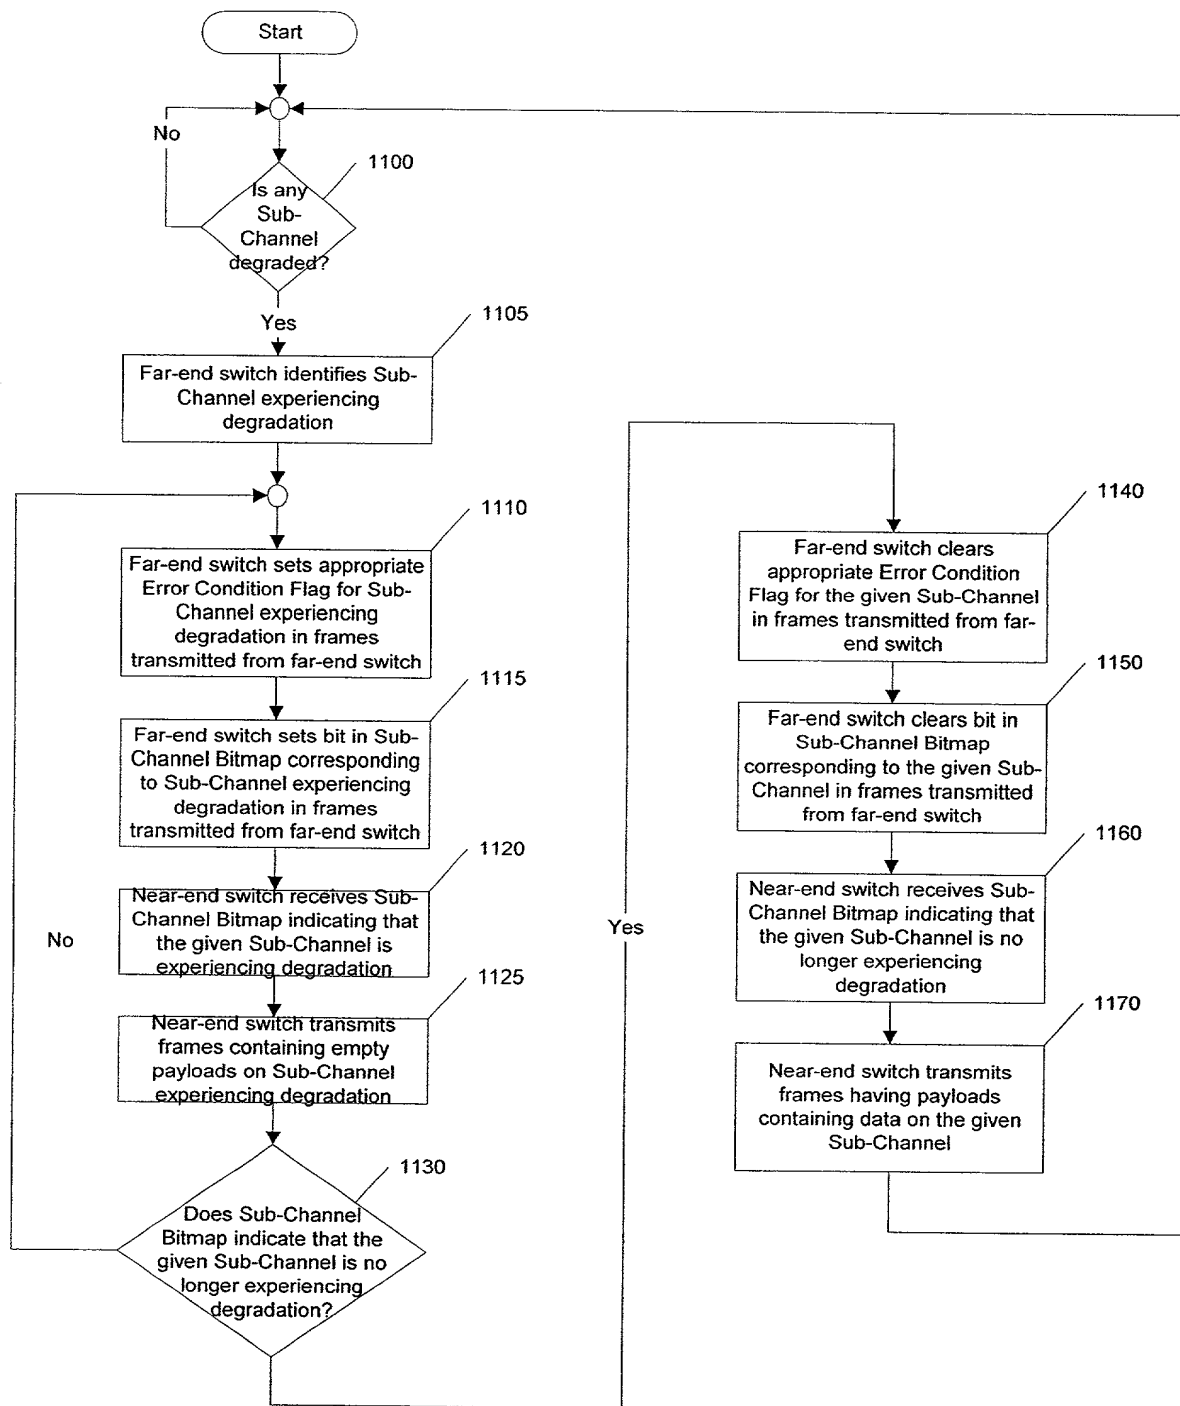 Start
No
1100
Is any
Sub-
Channel
degraded?
Yes
1105
Far-end switch identifies Sub-
Channel experiencing
degradation
1110
Far-end switch sets appropriate
Error Condition Flag for Sub-
Channel experiencing
degradation in frames
transmitted from far-end switch
1115
Far-end switch sets bit in Sub-
Channel Bitmap corresponding
to Sub-Channel experiencing
degradation in frames
transmitted from far-end switch
1120
Near-end switch receives Sub-
Channel Bitmap indicating that
the given Sub-Channel is
experiencing degradation
No
1125
Near-end switch transmits
frames containing empty
payloads on Sub-Channel
experiencing degradation
1130
Does Sub-Channel
Bitmap indicate that the
given Sub-Channel is no
longer experiencing
degradation?
Yes
1140
Far-end switch clears
appropriate Error Condition
Flag for the given Sub-Channel
in frames transmitted from far-
end switch
1150
Far-end switch clears bit in
Sub-Channel Bitmap
corresponding to the given Sub-
Channel in frames transmitted
from far-end switch
1160
Near-end switch receives Sub-
Channel Bitmap indicating that
the given Sub-Channel is no
longer experiencing
degradation
1170
Near-end switch transmits
frames having payloads
containing data on the given
Sub-Channel